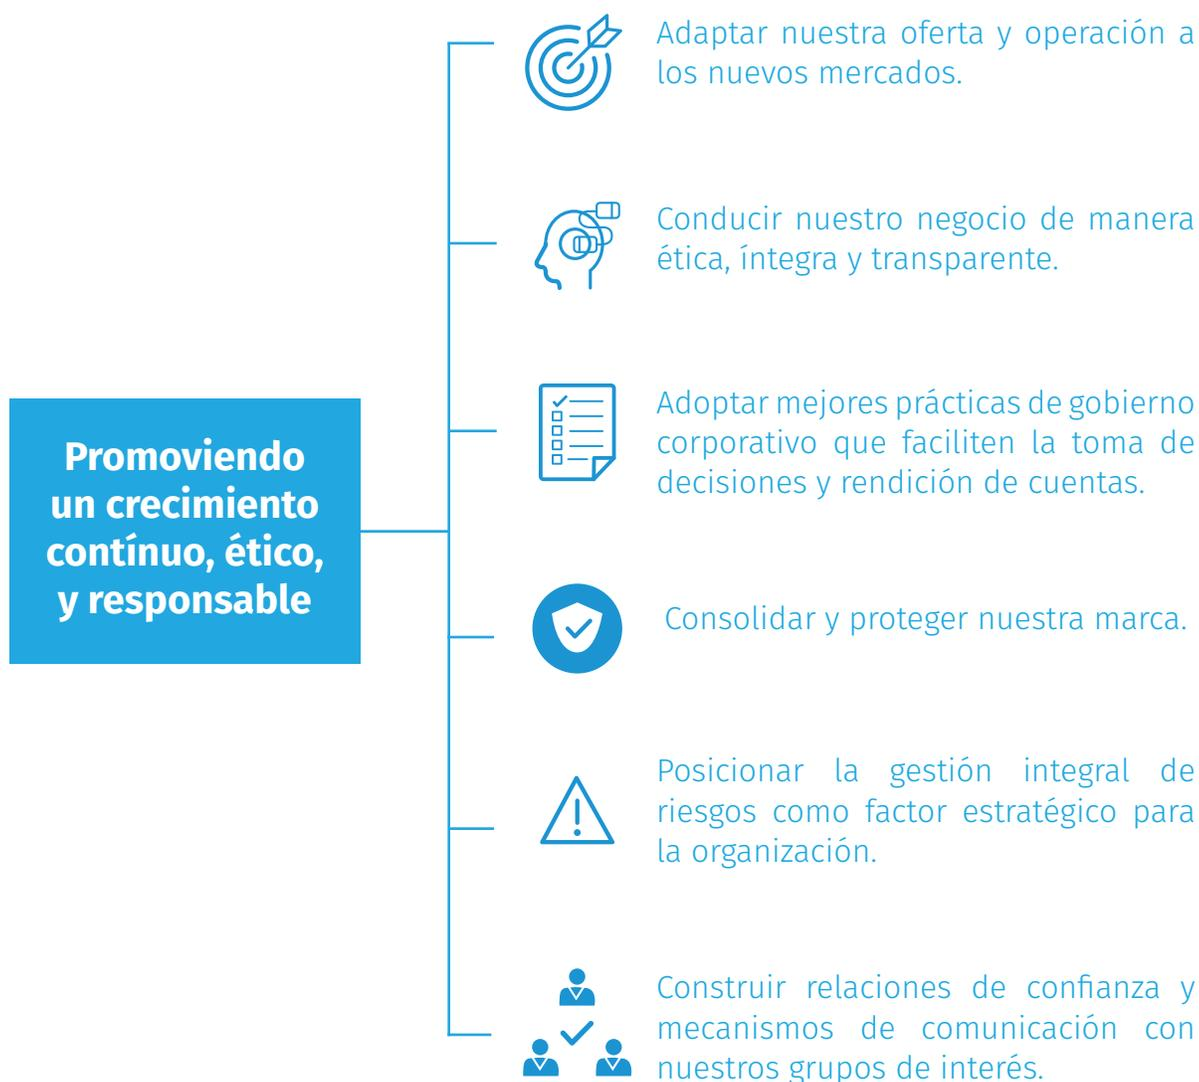 Promoviendo
un crecimiento
contínuo, ético,
y responsable
Adaptar nuestra oferta y operación a
los nuevos mercados.
Conducir nuestro negocio de manera
ética, íntegra y transparente.
Adoptar mejores prácticas de gobierno
corporativo que faciliten la toma de
decisiones y rendición de cuentas.
Consolidar y proteger nuestra marca.
Posicionar la gestión integral de
riesgos como factor estratégico para
la organización.
Construir relaciones de confianza y
mecanismos de comunicación con
nuestros grupos de interés.